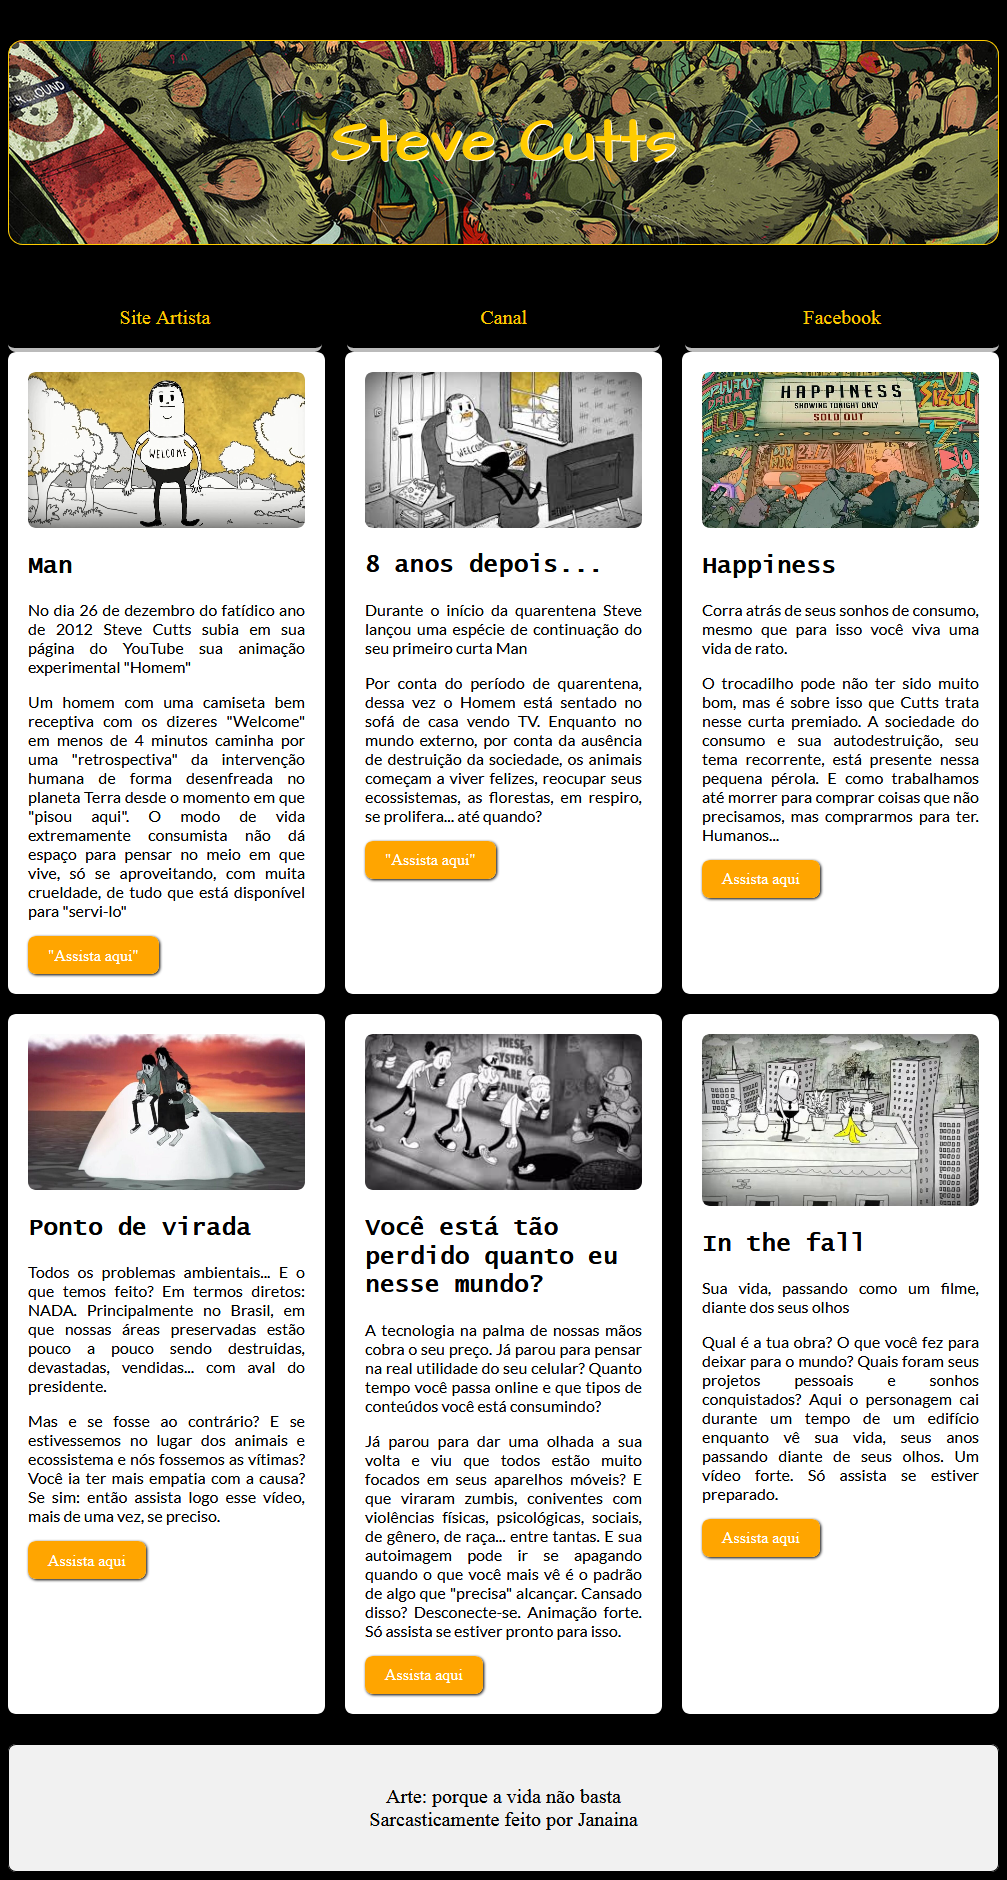 Steve Cutts
Site Artista
Canal
Facebook
WELCOME
Man
No dia 26 de dezembro do fatídico ano
de 2012 Steve Cutts subia em sua
página do YouTube sua animação
experimental "Homem"
Um homem com uma camiseta bem
receptiva com os dizeres "Welcome"
em menos de 4 minutos caminha por
uma "retrospectiva" da intervenção
humana de forma desenfreada no
planeta Terra desde o momento em que
"pisou aqui". O modo de vida
extremamente consumista não dá
espaço para pensar no meio em que
vive, só se aproveitando, com muita
crueldade, de tudo que está disponível
para "servi-lo"
"Assista aqui"
WELCOME
8 anos depois...
Durante o início da quarentena Steve
lançou uma espécie de continuação do
seu primeiro curta Man
Por conta do período de quarentena,
dessa vez o Homem está sentado no
sofá de casa vendo TV. Enquanto no
mundo externo, por conta da ausência
de destruição da sociedade, os animais
começam a viver felizes, reocupar seus
ecossistemas, as florestas, em respiro,
se prolifera... até quando?
"Assista aqui"
HAPPINESS
SHOWING TONIGHT ONLY
SOLD OUT
Happiness
Corra atrás de seus sonhos de consumo,
mesmo que para isso você viva uma
vida de rato.
O trocadilho pode não ter sido muito
bom, mas é sobre isso que Cutts trata
nesse curta premiado. A sociedade do
consumo e sua autodestruição, seu
tema recorrente, está presente nessa
pequena pérola. E como trabalhamos
até morrer para comprar coisas que não
precisamos, mas comprarmos para ter.
Humanos...
Assista aqui
Ponto de virada
Todos os problemas ambientais... E o
que temos feito? Em termos diretos:
NADA. Principalmente no Brasil, em
que nossas áreas preservadas estão
pouco a pouco sendo destruidas,
devastadas, vendidas... com aval do
presidente.
Mas e se fosse ao contrário? E se
estivessemos no lugar dos animais e
ecossistema e nós fossemos as vítimas?
Você ia ter mais empatia com a causa?
Se sim: então assista logo esse vídeo,
mais de uma vez, se preciso.
Assista aqui
THESE
SYSTEMS
ARE
FAILING
Você está tão
perdido quanto eu
nesse mundo?
A tecnologia na palma de nossas mãos
cobra o seu preço. Já parou para pensar
na real utilidade do seu celular? Quanto
tempo você passa online e que tipos de
conteúdos você está consumindo?
Já parou para dar uma olhada a sua
volta e viu que todos estão muito
focados em seus aparelhos móveis? E
que viraram zumbis, coniventes com
violências físicas, psicológicas, sociais,
de gênero, de raça... entre tantas. E sua
autoimagem pode ir se apagando
quando o que você mais vê é o padrão
de algo que "precisa" alcançar. Cansado
disso? Desconecte-se. Animação forte.
Só assista se estiver pronto para isso.
Assista aqui
In the fall
Sua vida, passando como um filme,
diante dos seus olhos
Qual é a tua obra? O que você fez para
deixar para o mundo? Quais foram seus
projetos pessoais e sonhos
conquistados? Aqui o personagem cai
durante um tempo de um edifício
enquanto vê sua vida, seus anos
passando diante de seus olhos. Um
vídeo forte. Só assista se estiver
preparado.
Assista aqui
Arte: porque a vida não basta
Sarcasticamente feito por Janaina